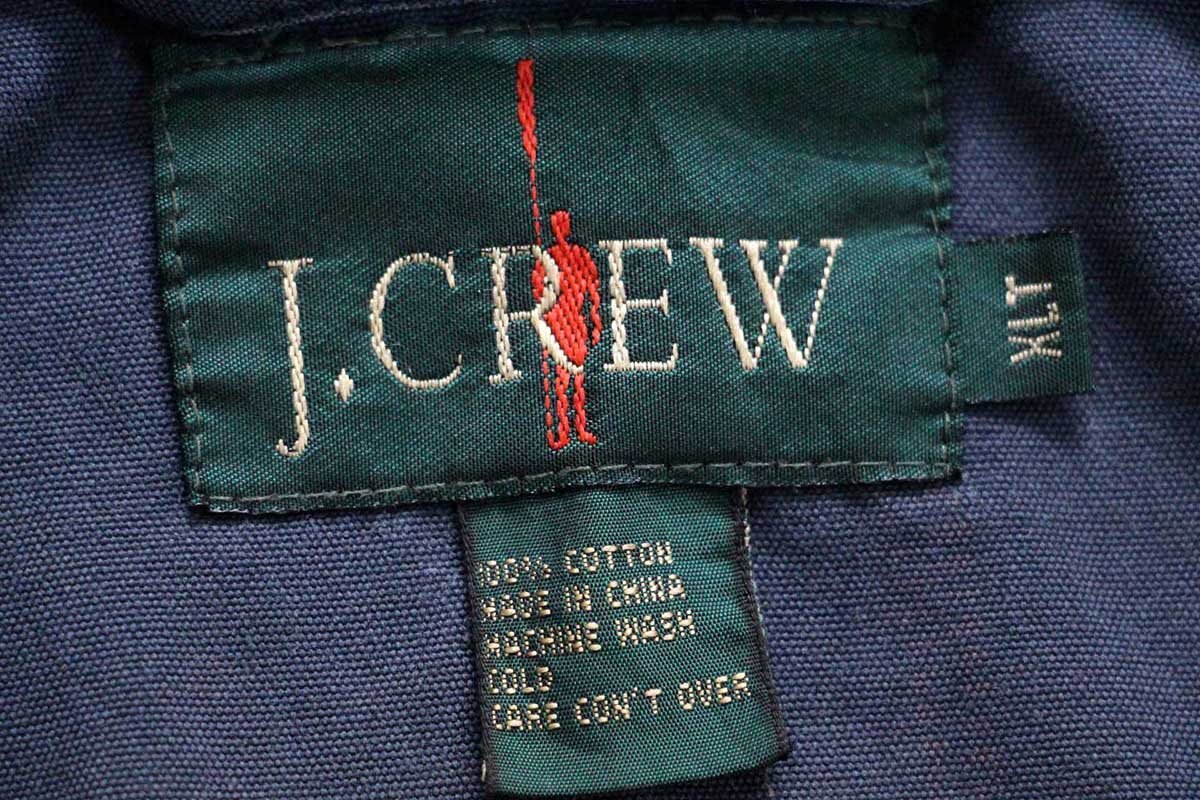 J.CREW
XLT
100% COTTON
MADE IN CHINA
MACHINE WASH
COLD
CARE CON'T OVER